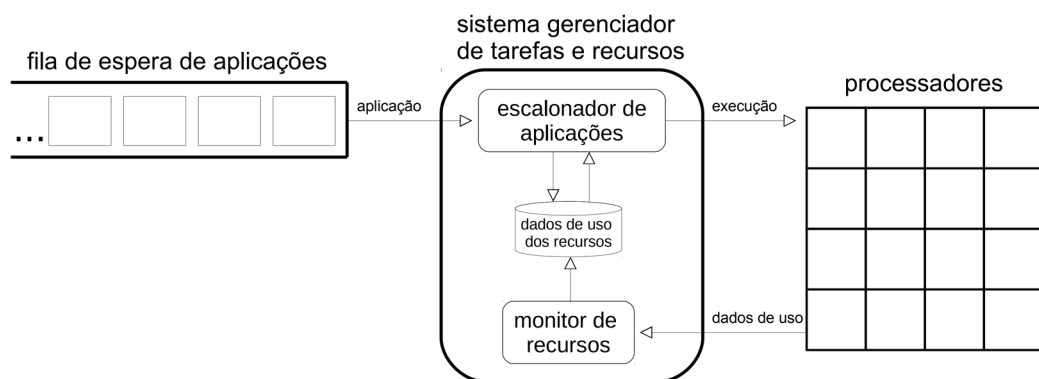 sistema gerenciador
de tarefas e recursos
fila de espera de aplicações
processadores
aplicação
escalonador de
aplicações
execução
...
dados de uso
dos recursos
monitor de
recursos
dados de uso